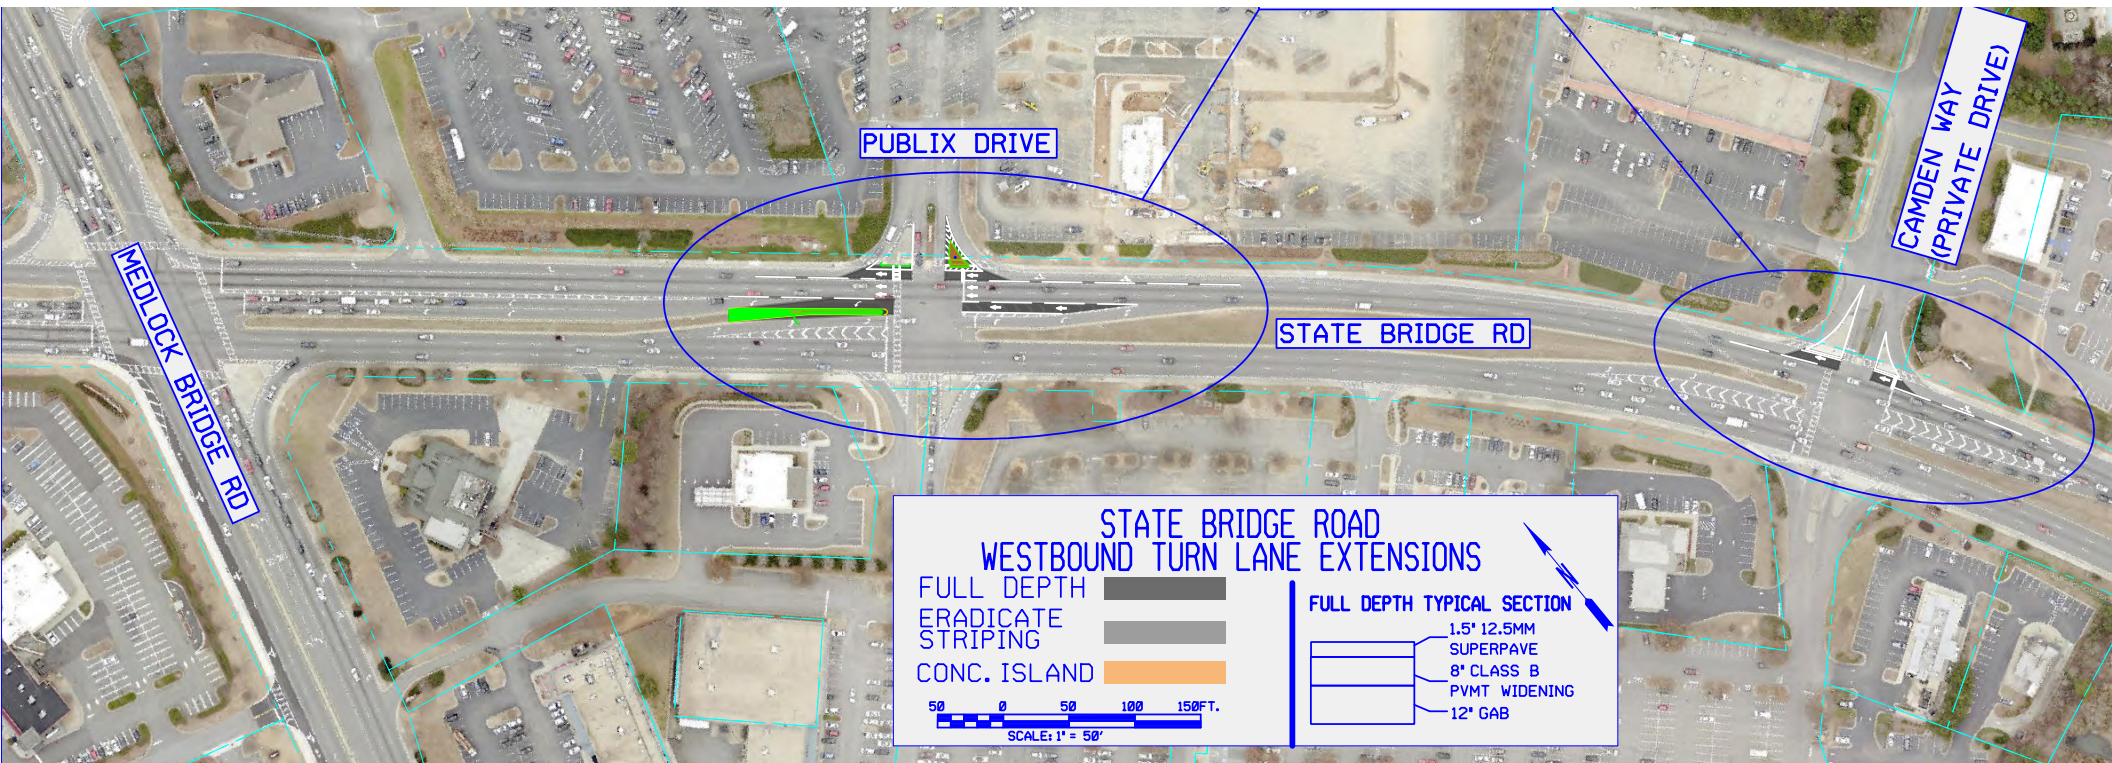 PUBLIX DRIVE
CAMDEN WAY
(PRIVATE DRIVE)
MEDLOCK BRIDGE RD
STATE BRIDGE RD
STATE BRIDGE ROAD
WESTBOUND TURN LANE EXTENSIONS
FULL DEPTH
ERADICATE
STRIPING
CONC. ISLAND
50 0 50 100 150FT.
SCALE: 1" = 50'
FULL DEPTH TYPICAL SECTION
1.5" 12.5MM
SUPERPAVE
8" CLASS B
PVMT WIDENING
12" GAB